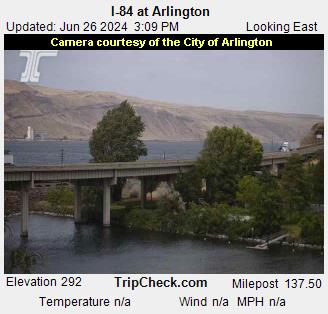 I-84 at Arlington
Updated: Jun 26 2024 3:09 PM Looking East
Camera courtesy of the City of Arlington
Elevation 292 TripCheck.com Milepost 137.50
Temperature n/a Wind n/a MPH n/a